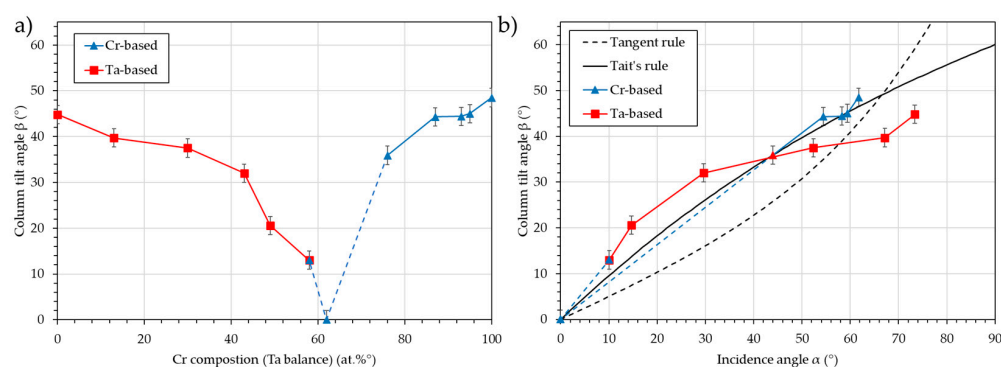 a)
Column tilt angle β (°)
60
50
40
30
20
10
0
Cr-based
Ta-based
0
20
40
60
80
100
Cr compostion (Ta balance) (at.%°)
b)
Column tilt angle β (°)
60
50
40
30
20
10
0
Tangent rule
Tait's rule
Cr-based
Ta-based
0
10
20
30
40
50
60
70
80
90
Incidence angle α (°)